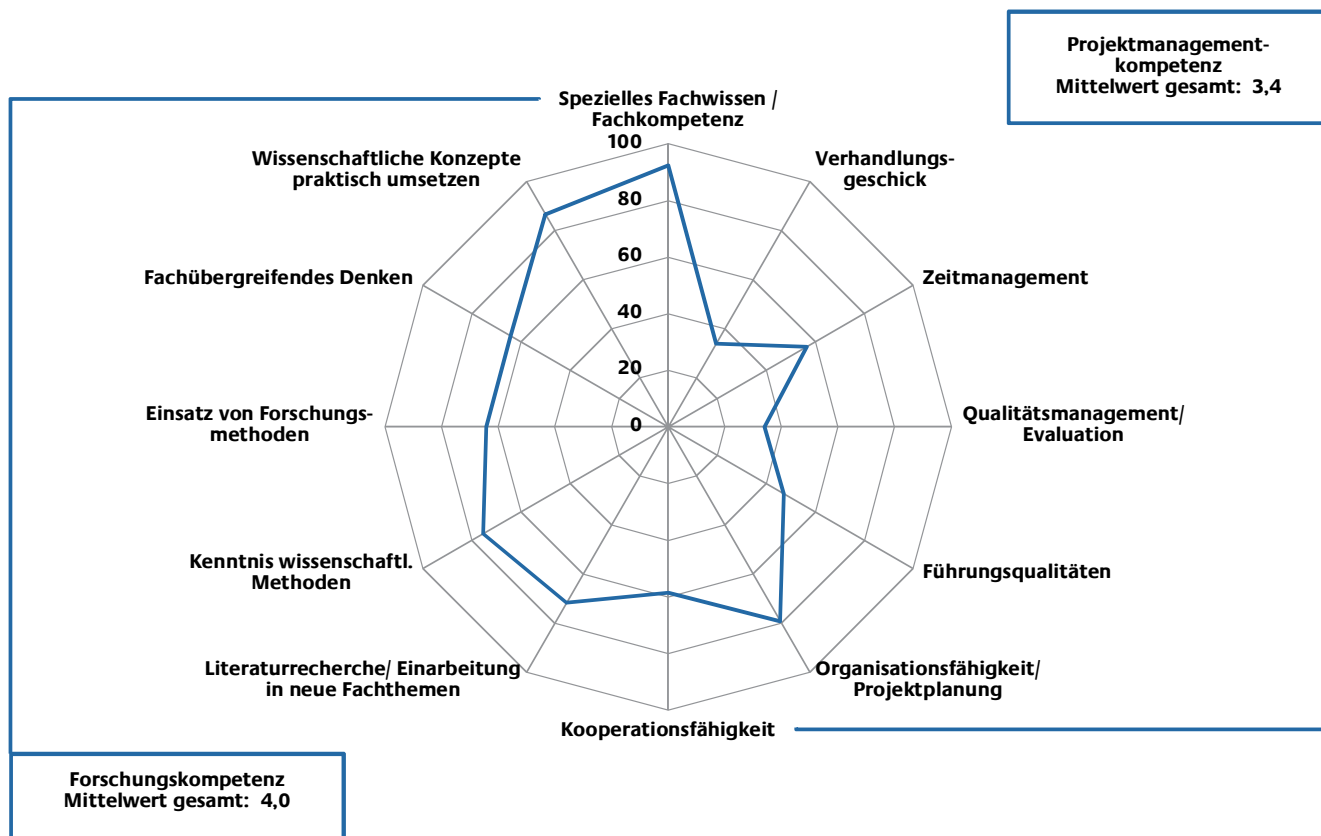 Projektmanagement-
kompetenz
Mittelwert gesamt: 3,4
Spezielles Fachwissen /
Fachkompetenz
Verhandlungs-
geschick
Zeitmanagement
Qualitätsmanagement/
Evaluation
Führungsqualitäten
Organisationsfähigkeit/
Projektplanung
Kooperationsfähigkeit
Literaturrecherche/ Einarbeitung
in neue Fachthemen
Kenntnis wissenschaftl.
Methoden
Einsatz von Forschungs-
methoden
Fachübergreifendes Denken
Wissenschaftliche Konzepte
praktisch umsetzen
100
80
60
40
20
0
Forschungskompetenz
Mittelwert gesamt: 4,0